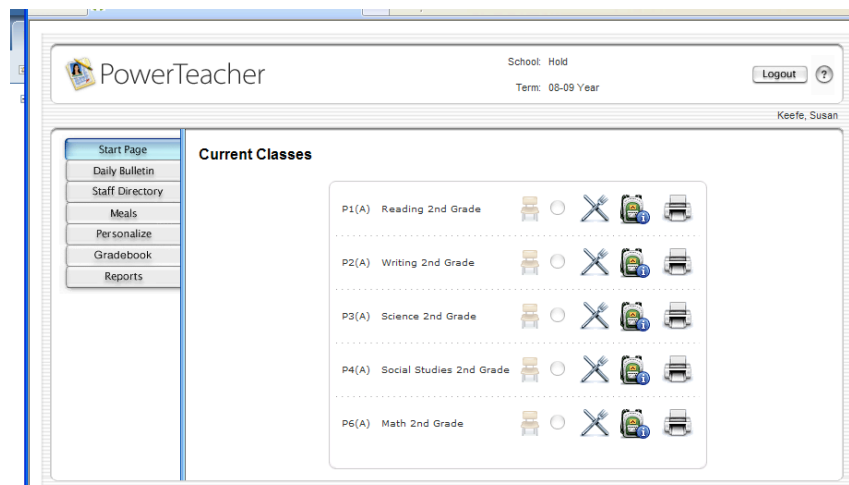 PowerTeacher
School: Hold
Term: 08-09 Year
Logout
?
Keefe, Susan
Start Page
Daily Bulletin
Staff Directory
Meals
Personalize
Gradebook
Reports
Current Classes
P1(A) Reading 2nd Grade
P2(A) Writing 2nd Grade
P3(A) Science 2nd Grade
P4(A) Social Studies 2nd Grade
P6(A) Math 2nd Grade